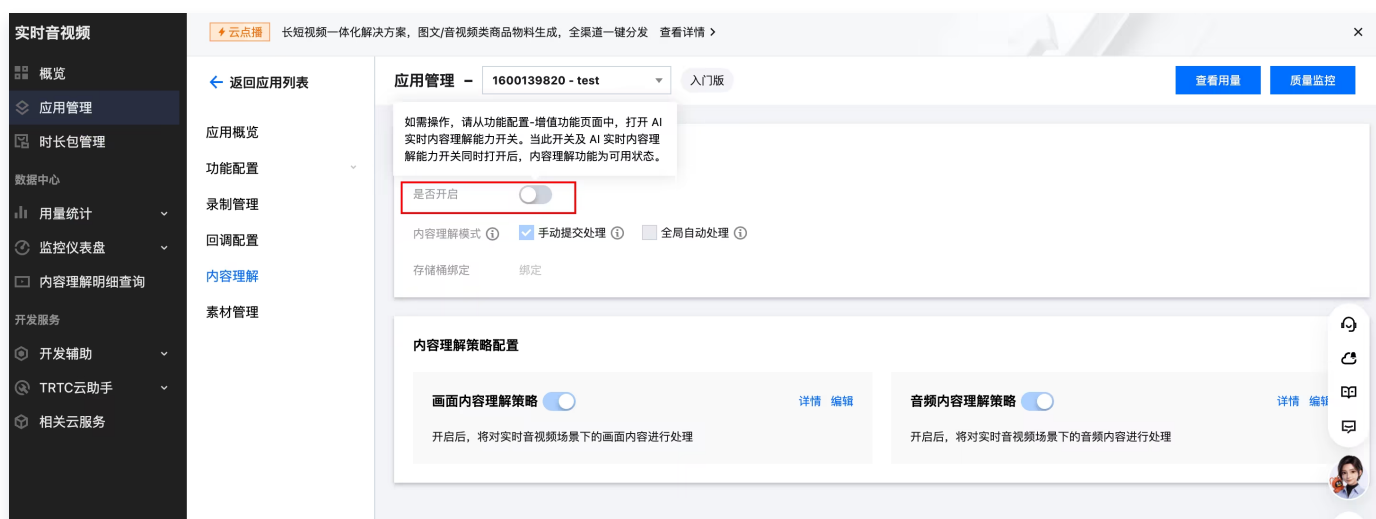 实时音视频
云点播 长短视频一体化解决方案，图文/音视频类商品物料生成，全渠道一键分发 查看详情 >
概览
应用管理
时长包管理
数据中心
用量统计
监控仪表盘
内容理解明细查询
开发服务
开发辅助
TRTC云助手
相关云服务
← 返回应用列表
应用概览
功能配置
录制管理
回调配置
内容理解
素材管理
应用管理 – 1600139820 - test 入门版 查看用量 质量监控
如需操作，请从功能配置-增值功能页面中，打开 AI
实时内容理解能力开关。当此开关及 AI 实时内容理
解能力开关同时打开后，内容理解功能为可用状态。
是否开启
内容理解模式 手动提交处理 全局自动处理
存储桶绑定 绑定
内容理解策略配置
画面内容理解策略 详情 编辑
开启后，将对实时音视频场景下的画面内容进行处理
音频内容理解策略 详情 编辑
开启后，将对实时音视频场景下的音频内容进行处理